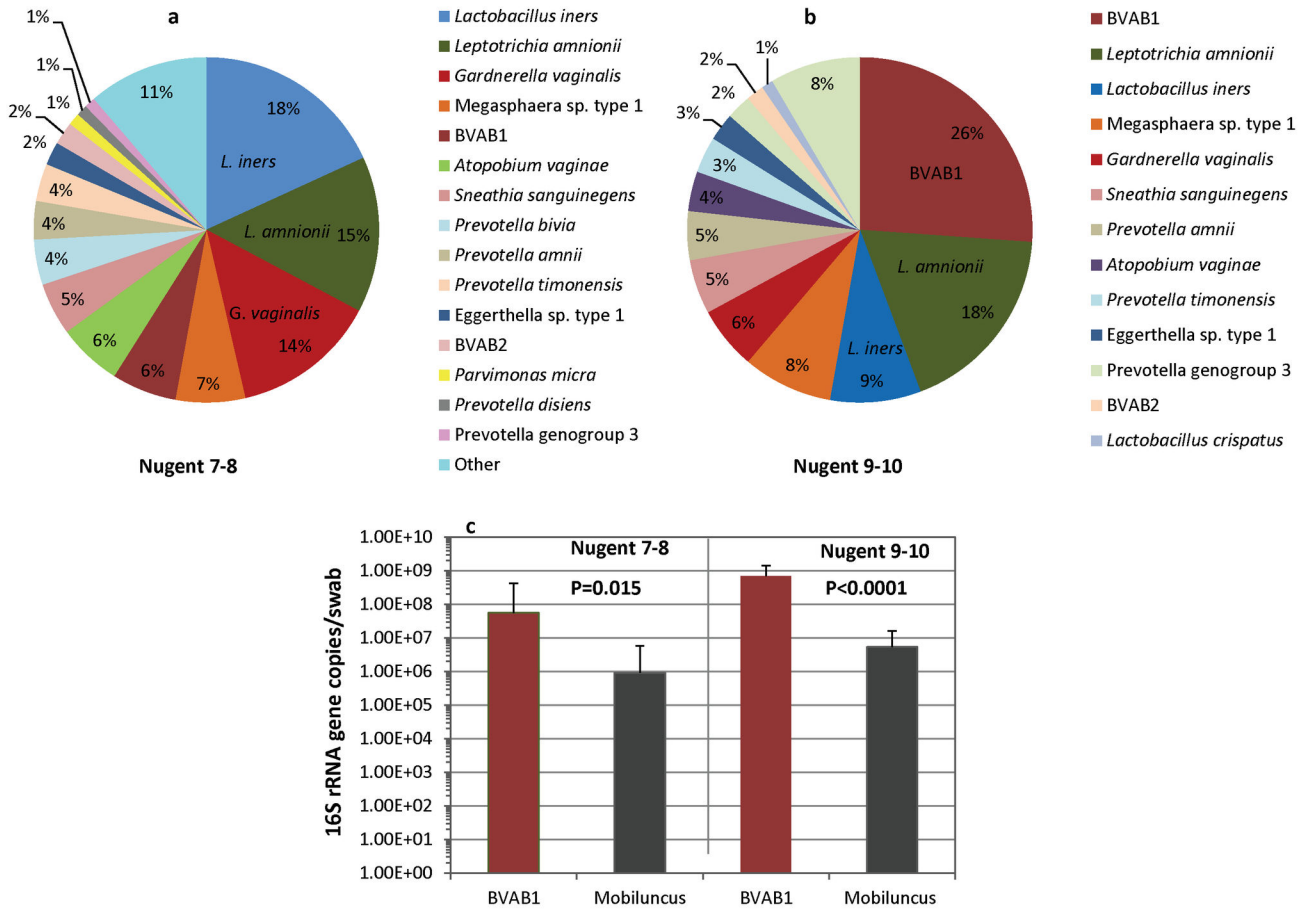 a
1%
1%
1%
2%
2%
4%
4%
4%
5%
6%
6%
7%
14%
15%
18%
11%
L. iners
L. amnionii
G. vaginalis
Nugent 7-8
Lactobacillus iners
Leptotrichia amnionii
Gardnerella vaginalis
Megasphaera sp. type 1
BVAB1
Atopobium vaginae
Sneathia sanguinegens
Prevotella bivia
Prevotella amnii
Prevotella timonensis
Eggerthella sp. type 1
BVAB2
Parvimonas micra
Prevotella disiens
Prevotella genogroup 3
Other
b
1%
2%
2%
3%
3%
4%
5%
5%
6%
8%
9%
18%
26%
8%
BVAB1
L. amnionii
L. iners
Nugent 9-10
BVAB1
Leptotrichia amnionii
Lactobacillus iners
Megasphaera sp. type 1
Gardnerella vaginalis
Sneathia sanguinegens
Prevotella amnii
Atopobium vaginae
Prevotella timonensis
Eggerthella sp. type 1
Prevotella genogroup 3
BVAB2
Lactobacillus crispatus
c
16S rRNA gene copies/swab
1.00E+10
1.00E+09
1.00E+08
1.00E+07
1.00E+06
1.00E+05
1.00E+04
1.00E+03
1.00E+02
1.00E+01
1.00E+00
Nugent 7-8
P=0.015
Nugent 9-10
P<0.0001
BVAB1
Mobiluncus
BVAB1
Mobiluncus